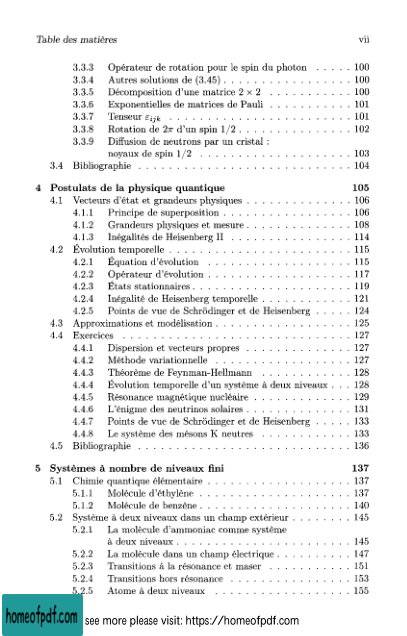 Table des matières vii
3.3.3 Opérateur de rotation pour le spin du photon . . . . . 100
3.3.4 Autres solutions de (3.45) . . . . . . . . . . . . . . . . 100
3.3.5 Décomposition d'une matrice 2 × 2 . . . . . . . . . . . 100
3.3.6 Exponentielles de matrices de Pauli . . . . . . . . . . . 101
3.3.7 Tenseur εijk . . . . . . . . . . . . . . . . . . . . . . . 101
3.3.8 Rotation de 2π d'un spin 1/2 . . . . . . . . . . . . . . . 102
3.3.9 Diffusion de neutrons par un cristal :
noyaux de spin 1/2 . . . . . . . . . . . . . . . . . . . 103
3.4 Bibliographie . . . . . . . . . . . . . . . . . . . . . . . . . . 104
4 Postulats de la physique quantique 105
4.1 Vecteurs d'état et grandeurs physiques . . . . . . . . . . . . . 106
4.1.1 Principe de superposition . . . . . . . . . . . . . . . . 106
4.1.2 Grandeurs physiques et mesure . . . . . . . . . . . . . . 108
4.1.3 Inégalités de Heisenberg II . . . . . . . . . . . . . . . 114
4.2 Évolution temporelle . . . . . . . . . . . . . . . . . . . . . . 115
4.2.1 Équation d'évolution . . . . . . . . . . . . . . . . . . 115
4.2.2 Opérateur d'évolution . . . . . . . . . . . . . . . . . . 117
4.2.3 États stationnaires . . . . . . . . . . . . . . . . . . . . 119
4.2.4 Inégalité de Heisenberg temporelle . . . . . . . . . . . . 121
4.2.5 Points de vue de Schrödinger et de Heisenberg . . . . . 124
4.3 Approximations et modélisation . . . . . . . . . . . . . . . . . 125
4.4 Exercices . . . . . . . . . . . . . . . . . . . . . . . . . . . . 127
4.4.1 Dispersion et vecteurs propres . . . . . . . . . . . . . . 127
4.4.2 Méthode variationnelle . . . . . . . . . . . . . . . . . . 127
4.4.3 Théorème de Feynman-Hellmann . . . . . . . . . . . . 128
4.4.4 Évolution temporelle d'un système à deux niveaux . . . 128
4.4.5 Résonance magnétique nucléaire . . . . . . . . . . . . . 129
4.4.6 L'énigme des neutrinos solaires . . . . . . . . . . . . . . 131
4.4.7 Points de vue de Schrödinger et de Heisenberg . . . . . 133
4.4.8 Le système des mésons K neutres . . . . . . . . . . . . 133
4.5 Bibliographie . . . . . . . . . . . . . . . . . . . . . . . . . . 136
5 Systèmes à nombre de niveaux fini 137
5.1 Chimie quantique élémentaire . . . . . . . . . . . . . . . . . . 137
5.1.1 Molécule d'éthylène . . . . . . . . . . . . . . . . . . . 137
5.1.2 Molécule de benzène . . . . . . . . . . . . . . . . . . . . 140
5.2 Système à deux niveaux dans un champ extérieur . . . . . . . . 145
5.2.1 La molécule d'ammoniac comme système
à deux niveaux . . . . . . . . . . . . . . . . . . . . . . 145
5.2.2 La molécule dans un champ électrique . . . . . . . . . . 147
5.2.3 Transitions à la résonance et maser . . . . . . . . . . . 151
5.2.4 Transitions hors résonance . . . . . . . . . . . . . . . . 153
5.2.5 Atome à deux niveaux . . . . . . . . . . . . . . . . . . 155
homeofpdf.com see more please visit: https://homeofpdf.com